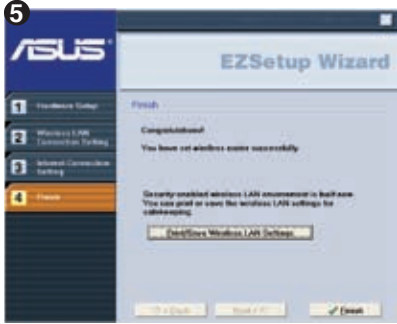 5
ASUS
EZSetup Wizard
1 Hardware Setup
Finish
2 Wireless LAN
Connection Setting
3 Internet Connection
Setting
4 Finish
Congratulations!
You have set wireless router successfully.
Security-enabled wireless LAN environment is built now.
You can print or save the wireless LAN settings for
safekeeping.
Print/Save Wireless LAN Settings
< Back
Next >
Finish